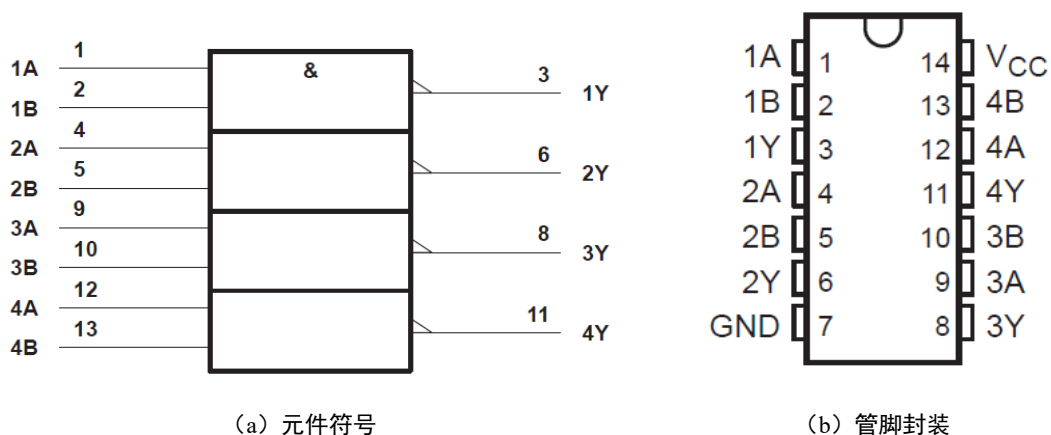 1
1A
2
1B
4
2A
5
2B
9
3A
10
3B
12
4A
13
4B
&
3
1Y
6
2Y
8
3Y
11
4Y
1A 1 14 VCC
1B 2 13 4B
1Y 3 12 4A
2A 4 11 4Y
2B 5 10 3B
2Y 6 9 3A
GND 7 8 3Y
（a）元件符号
（b）管脚封装